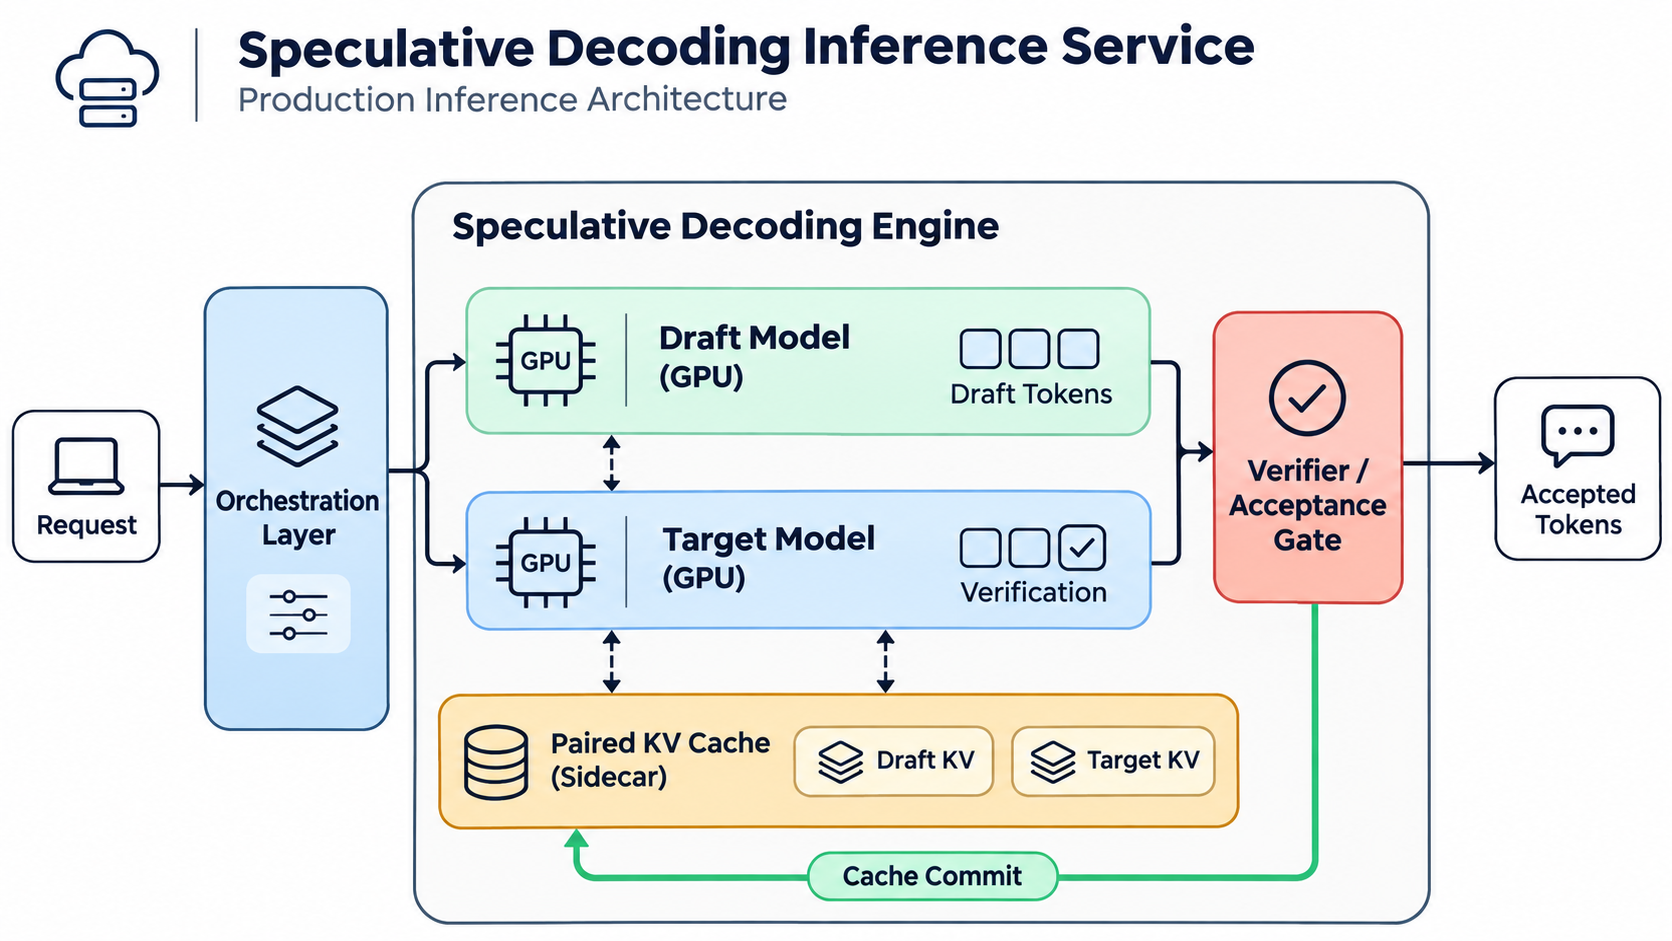 Speculative Decoding Inference Service
Production Inference Architecture
Speculative Decoding Engine
Request
Orchestration
Layer
GPU
Draft Model
(GPU)
Draft Tokens
GPU
Target Model
(GPU)
Verification
Verifier /
Acceptance
Gate
Accepted
Tokens
Paired KV Cache
(Sidecar)
Draft KV
Target KV
Cache Commit